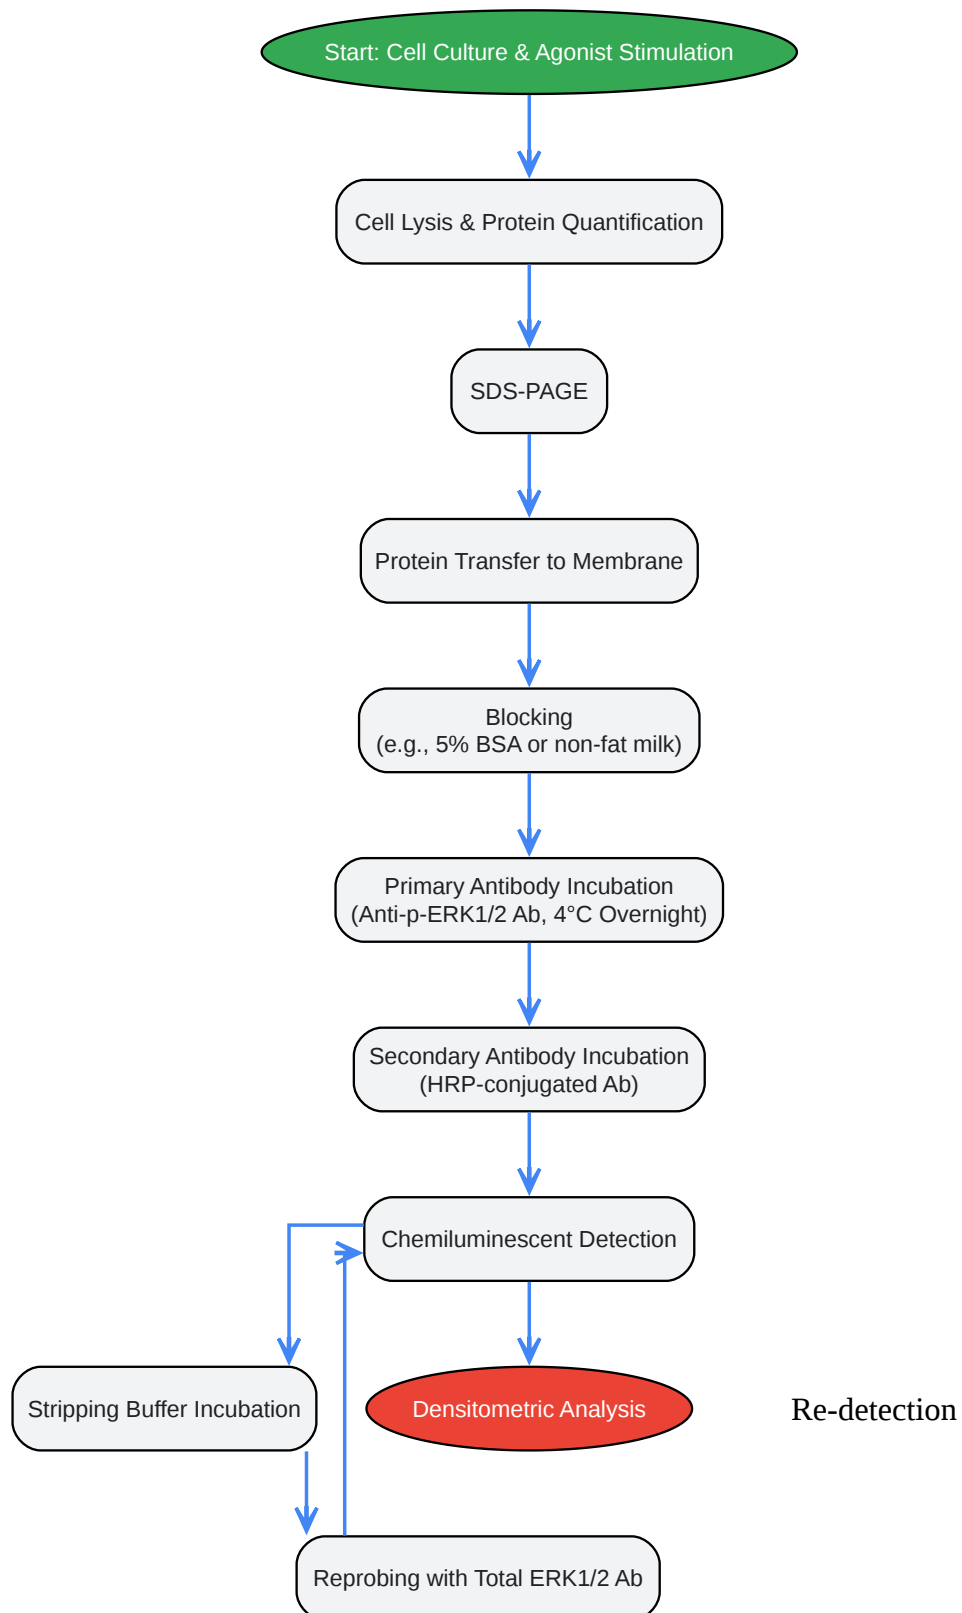 Start: Cell Culture & Agonist Stimulation
Cell Lysis & Protein Quantification
SDS-PAGE
Protein Transfer to Membrane
Blocking
(e.g., 5% BSA or non-fat milk)
Primary Antibody Incubation
(Anti-p-ERK1/2 Ab, 4°C Overnight)
Secondary Antibody Incubation
(HRP-conjugated Ab)
Chemiluminescent Detection
Stripping Buffer Incubation
Densitometric Analysis
Re-detection
Reprobing with Total ERK1/2 Ab